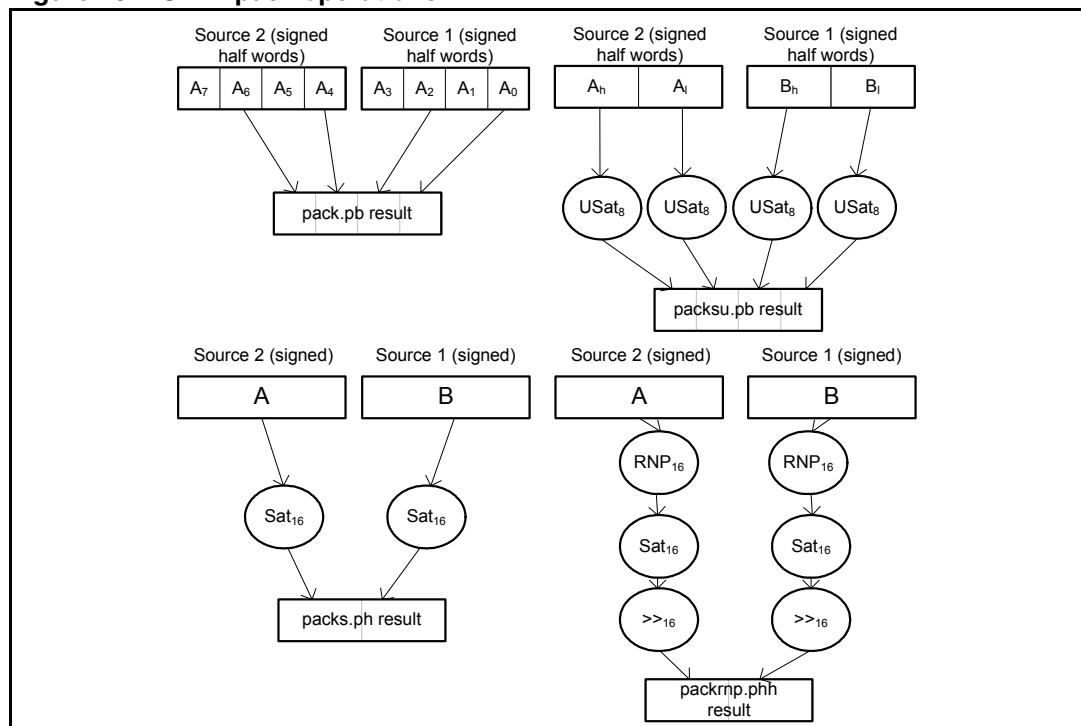 Source 2 (signed half words)
Source 1 (signed half words)
A7 A6 A5 A4
A3 A2 A1 A0
pack.pb result
Source 2 (signed half words)
Source 1 (signed half words)
Ah Al
Bh Bl
USat8 USat8 USat8 USat8
packsu.pb result
Source 2 (signed)
Source 1 (signed)
A
B
Sat16
Sat16
packs.ph result
Source 2 (signed)
Source 1 (signed)
A
B
RNP16
RNP16
Sat16
Sat16
>>16
>>16
packrnp.phh
result